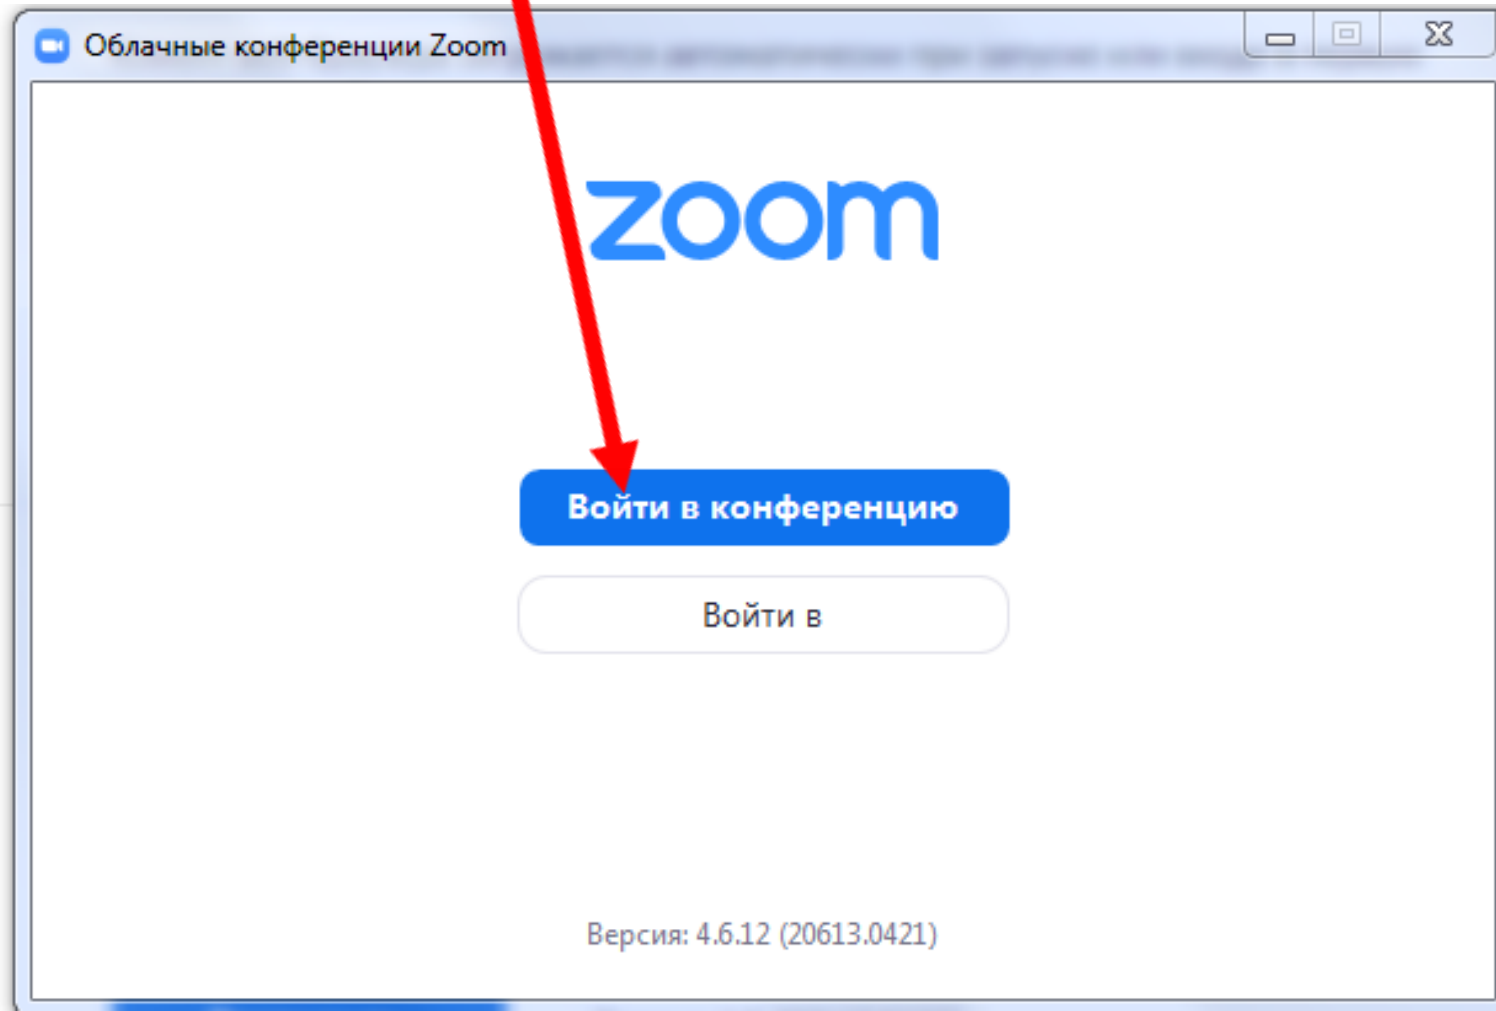 Облачные конференции Zoom
zoom
Войти в конференцию
Войти в
Версия: 4.6.12 (20613.0421)